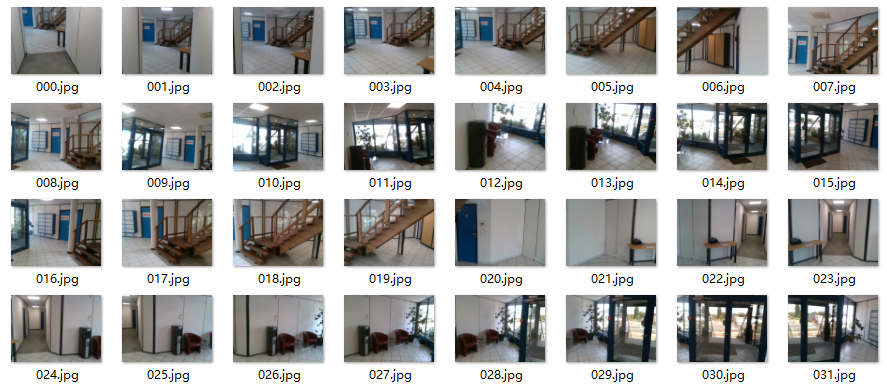 000.jpg 001.jpg 002.jpg 003.jpg 004.jpg 005.jpg 006.jpg 007.jpg
008.jpg 009.jpg 010.jpg 011.jpg 012.jpg 013.jpg 014.jpg 015.jpg
016.jpg 017.jpg 018.jpg 019.jpg 020.jpg 021.jpg 022.jpg 023.jpg
024.jpg 025.jpg 026.jpg 027.jpg 028.jpg 029.jpg 030.jpg 031.jpg